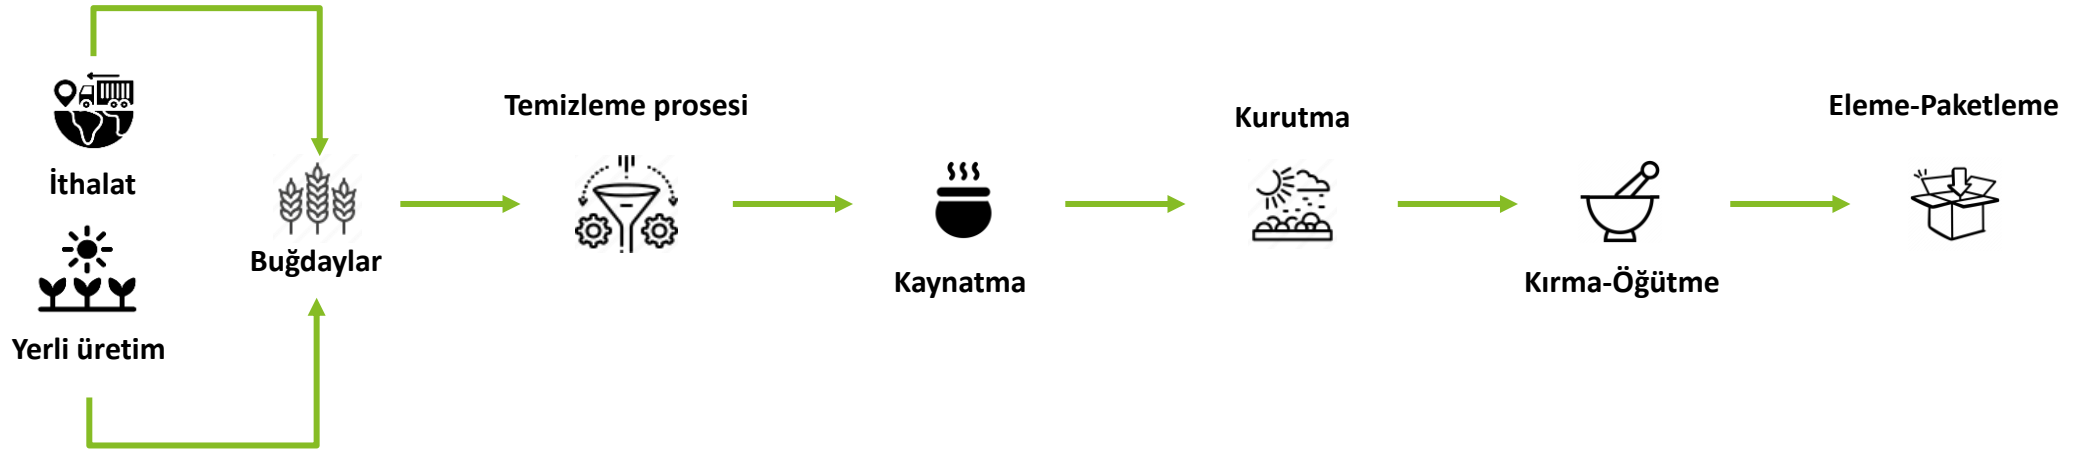 İthalat
Yerli üretim
Buğdaylar
Temizleme prosesi
Kaynatma
Kurutma
Kırma-Öğütme
Eleme-Paketleme